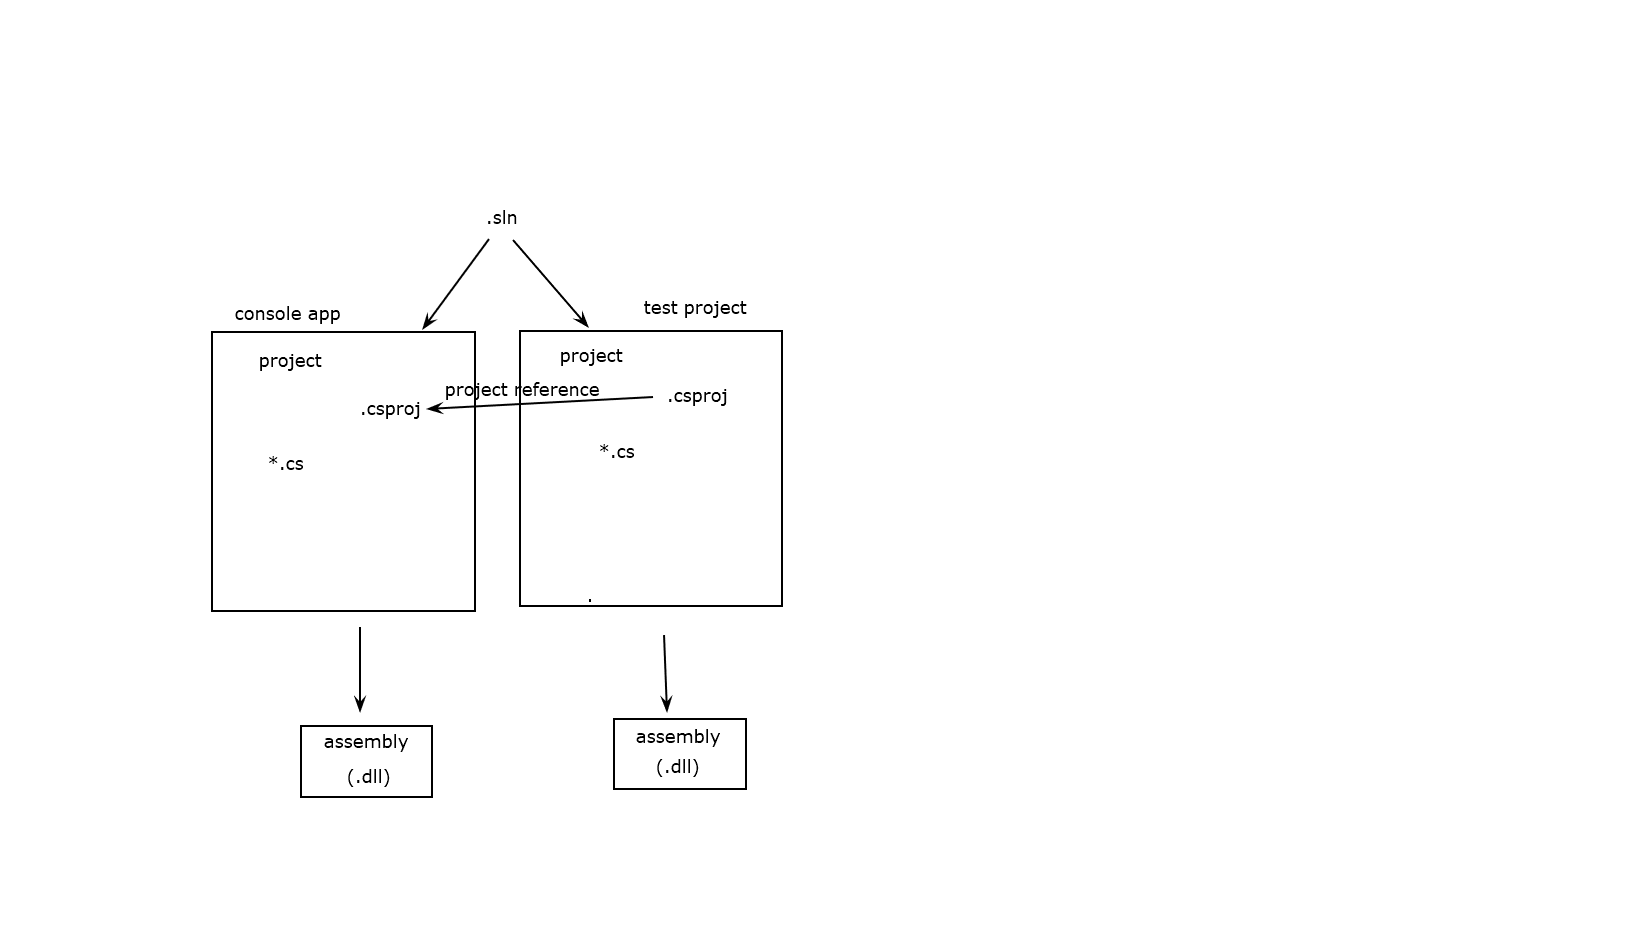 .sln
console app
test project
project
project
project reference
.csproj
.csproj
*.cs
*.cs
.
assembly
(.dll)
assembly
(.dll)